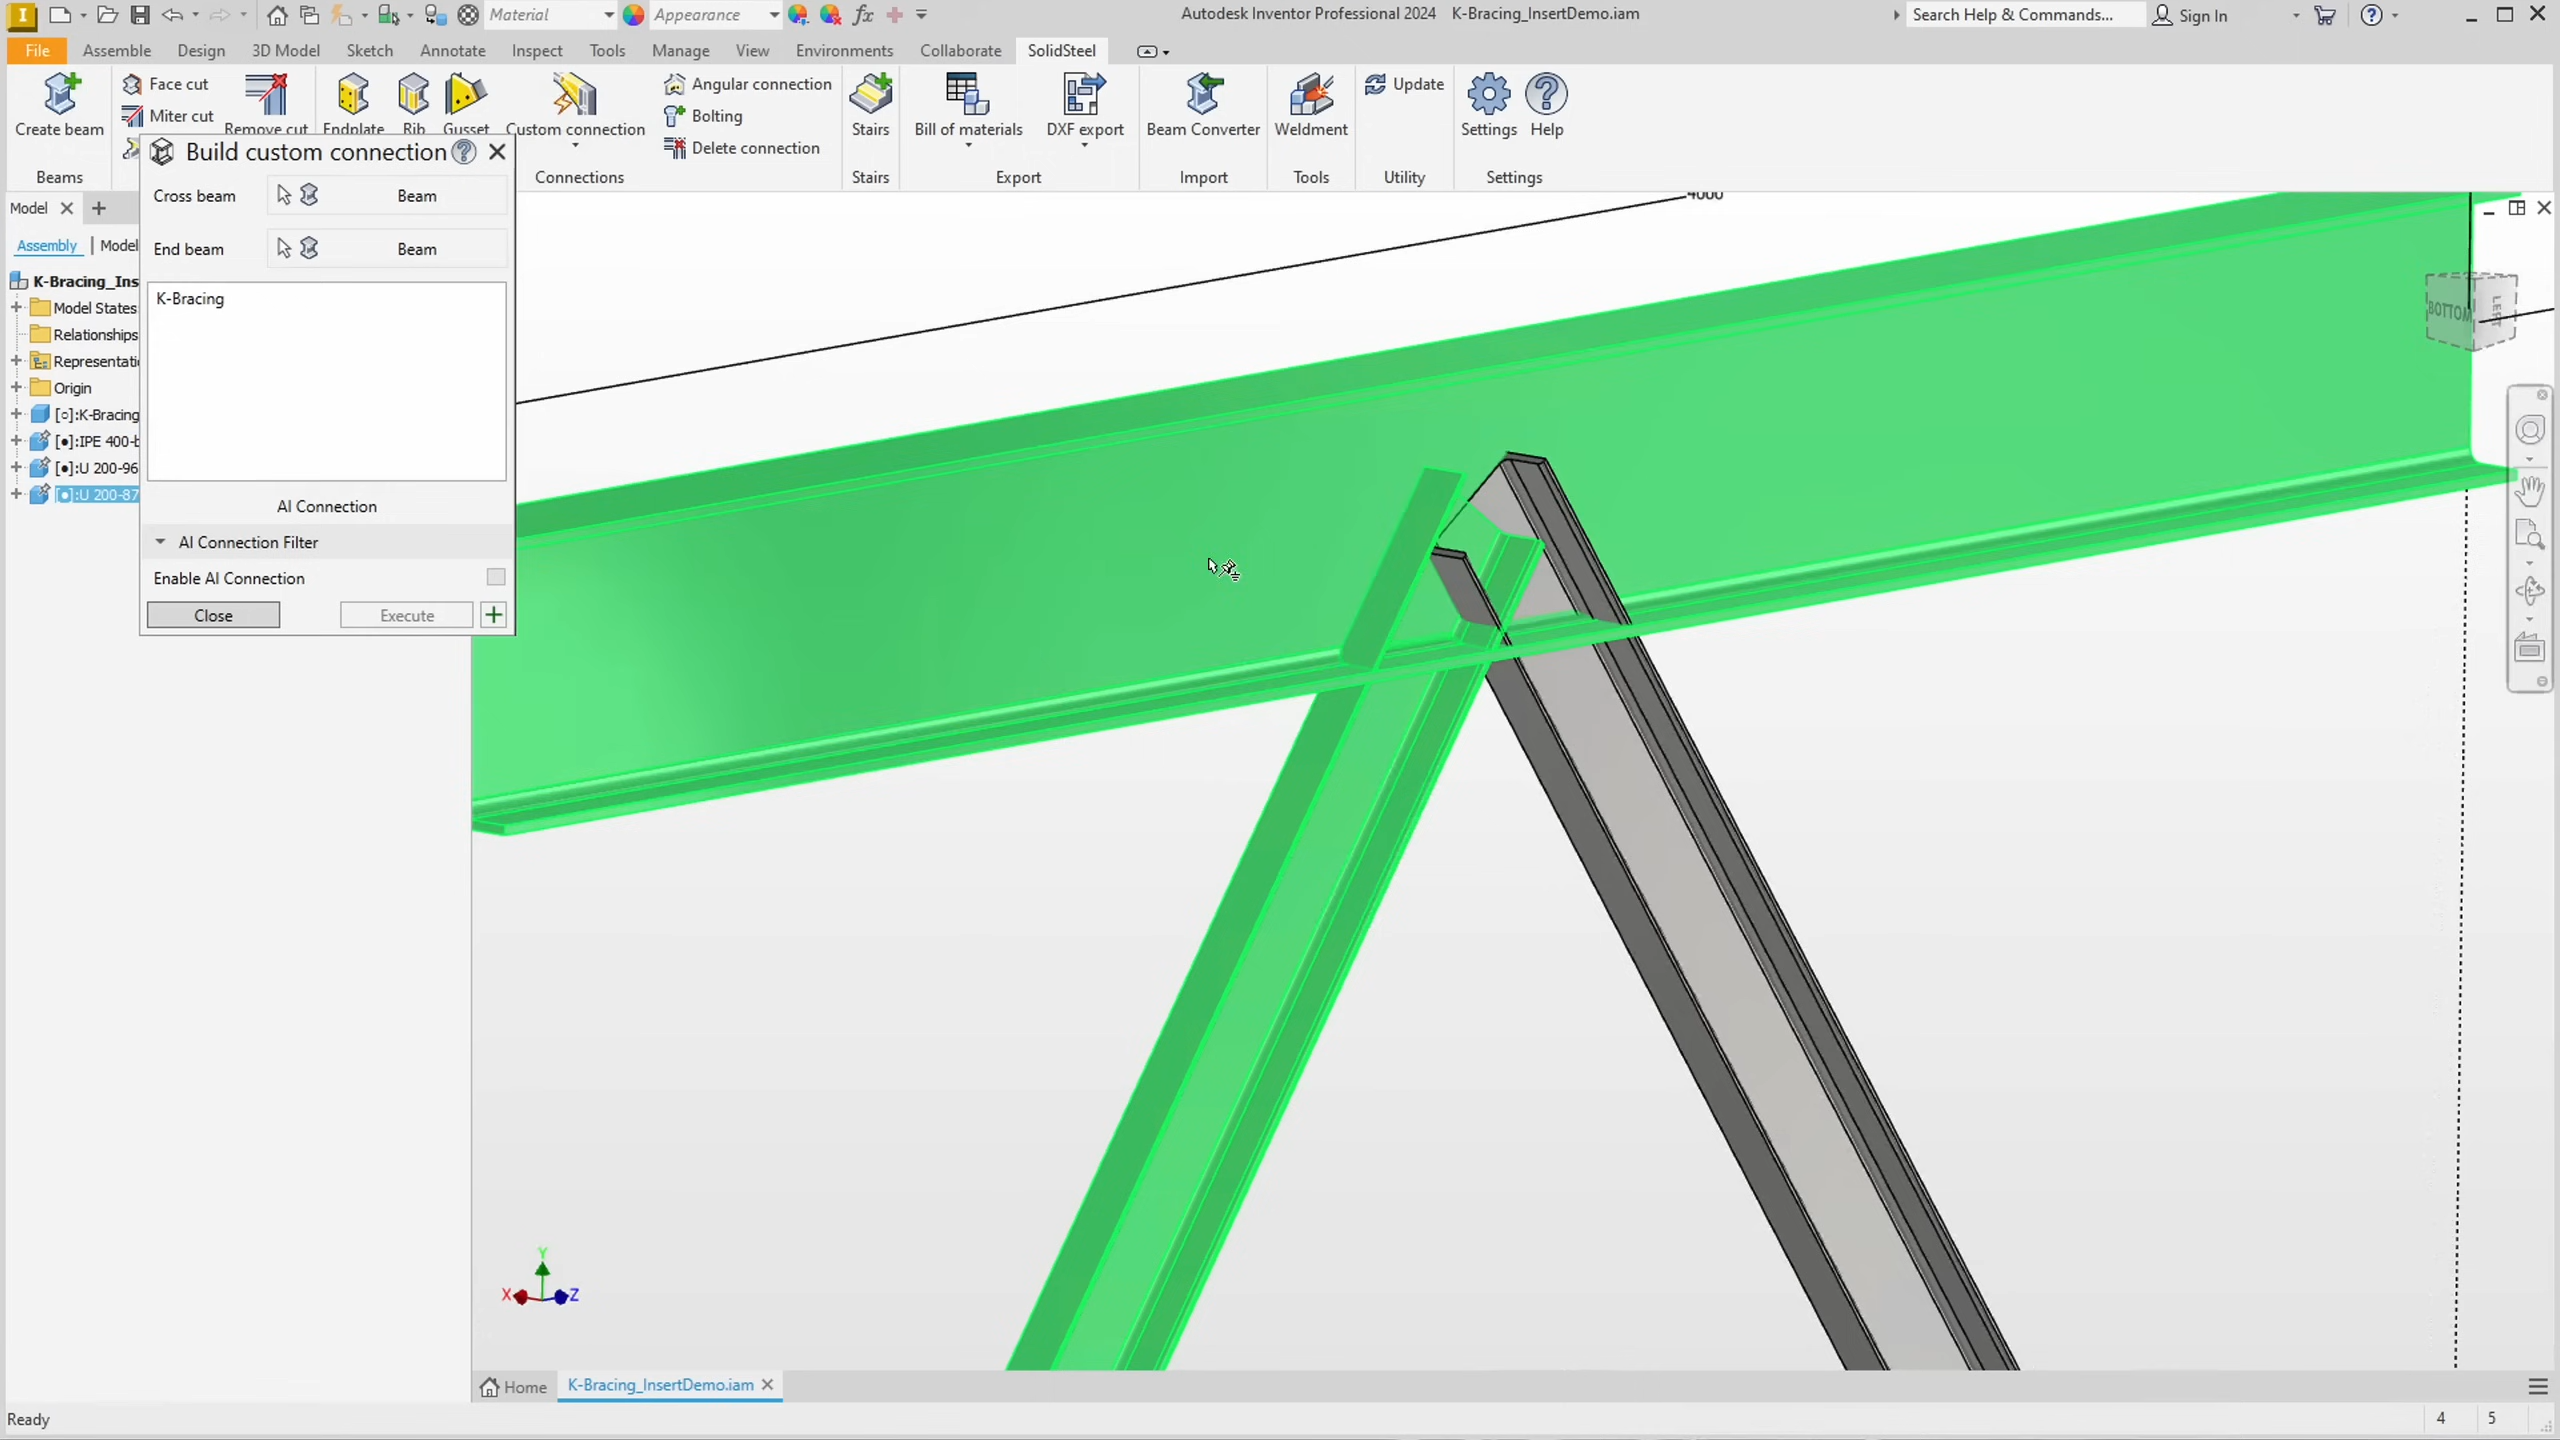 Material
Appearance
fx
Autodesk Inventor Professional 2024 K-Bracing_InsertDemo.iam
Search Help & Commands...
Sign In
File
Assemble
Design
3D Model
Sketch
Annotate
Inspect
Tools
Manage
View
Environments
Collaborate
SolidSteel
Create beam
Face cut
Miter cut
Remove cut
Endplate
Rib
Gusset
Custom connection
Angular connection
Bolting
Delete connection
Stairs
Bill of materials
DXF export
Beam Converter
Weldment
Update
Settings
Help
Beams
Connections
Stairs
Export
Import
Tools
Utility
Settings
Build custom connection
Cross beam
Beam
End beam
Beam
K-Bracing
AI Connection
AI Connection Filter
Enable AI Connection
Close
Execute
Model
Assembly
Model
K-Bracing_Ins
Model States
Relationships
Representati
Origin
[○]:K-Bracing
[●]:IPE 400-b
[●]:U 200-96
[●]:U 200-87
4000
BOTTOM
LEFT
Y
X
Z
Home
K-Bracing_InsertDemo.iam
Ready
4
5